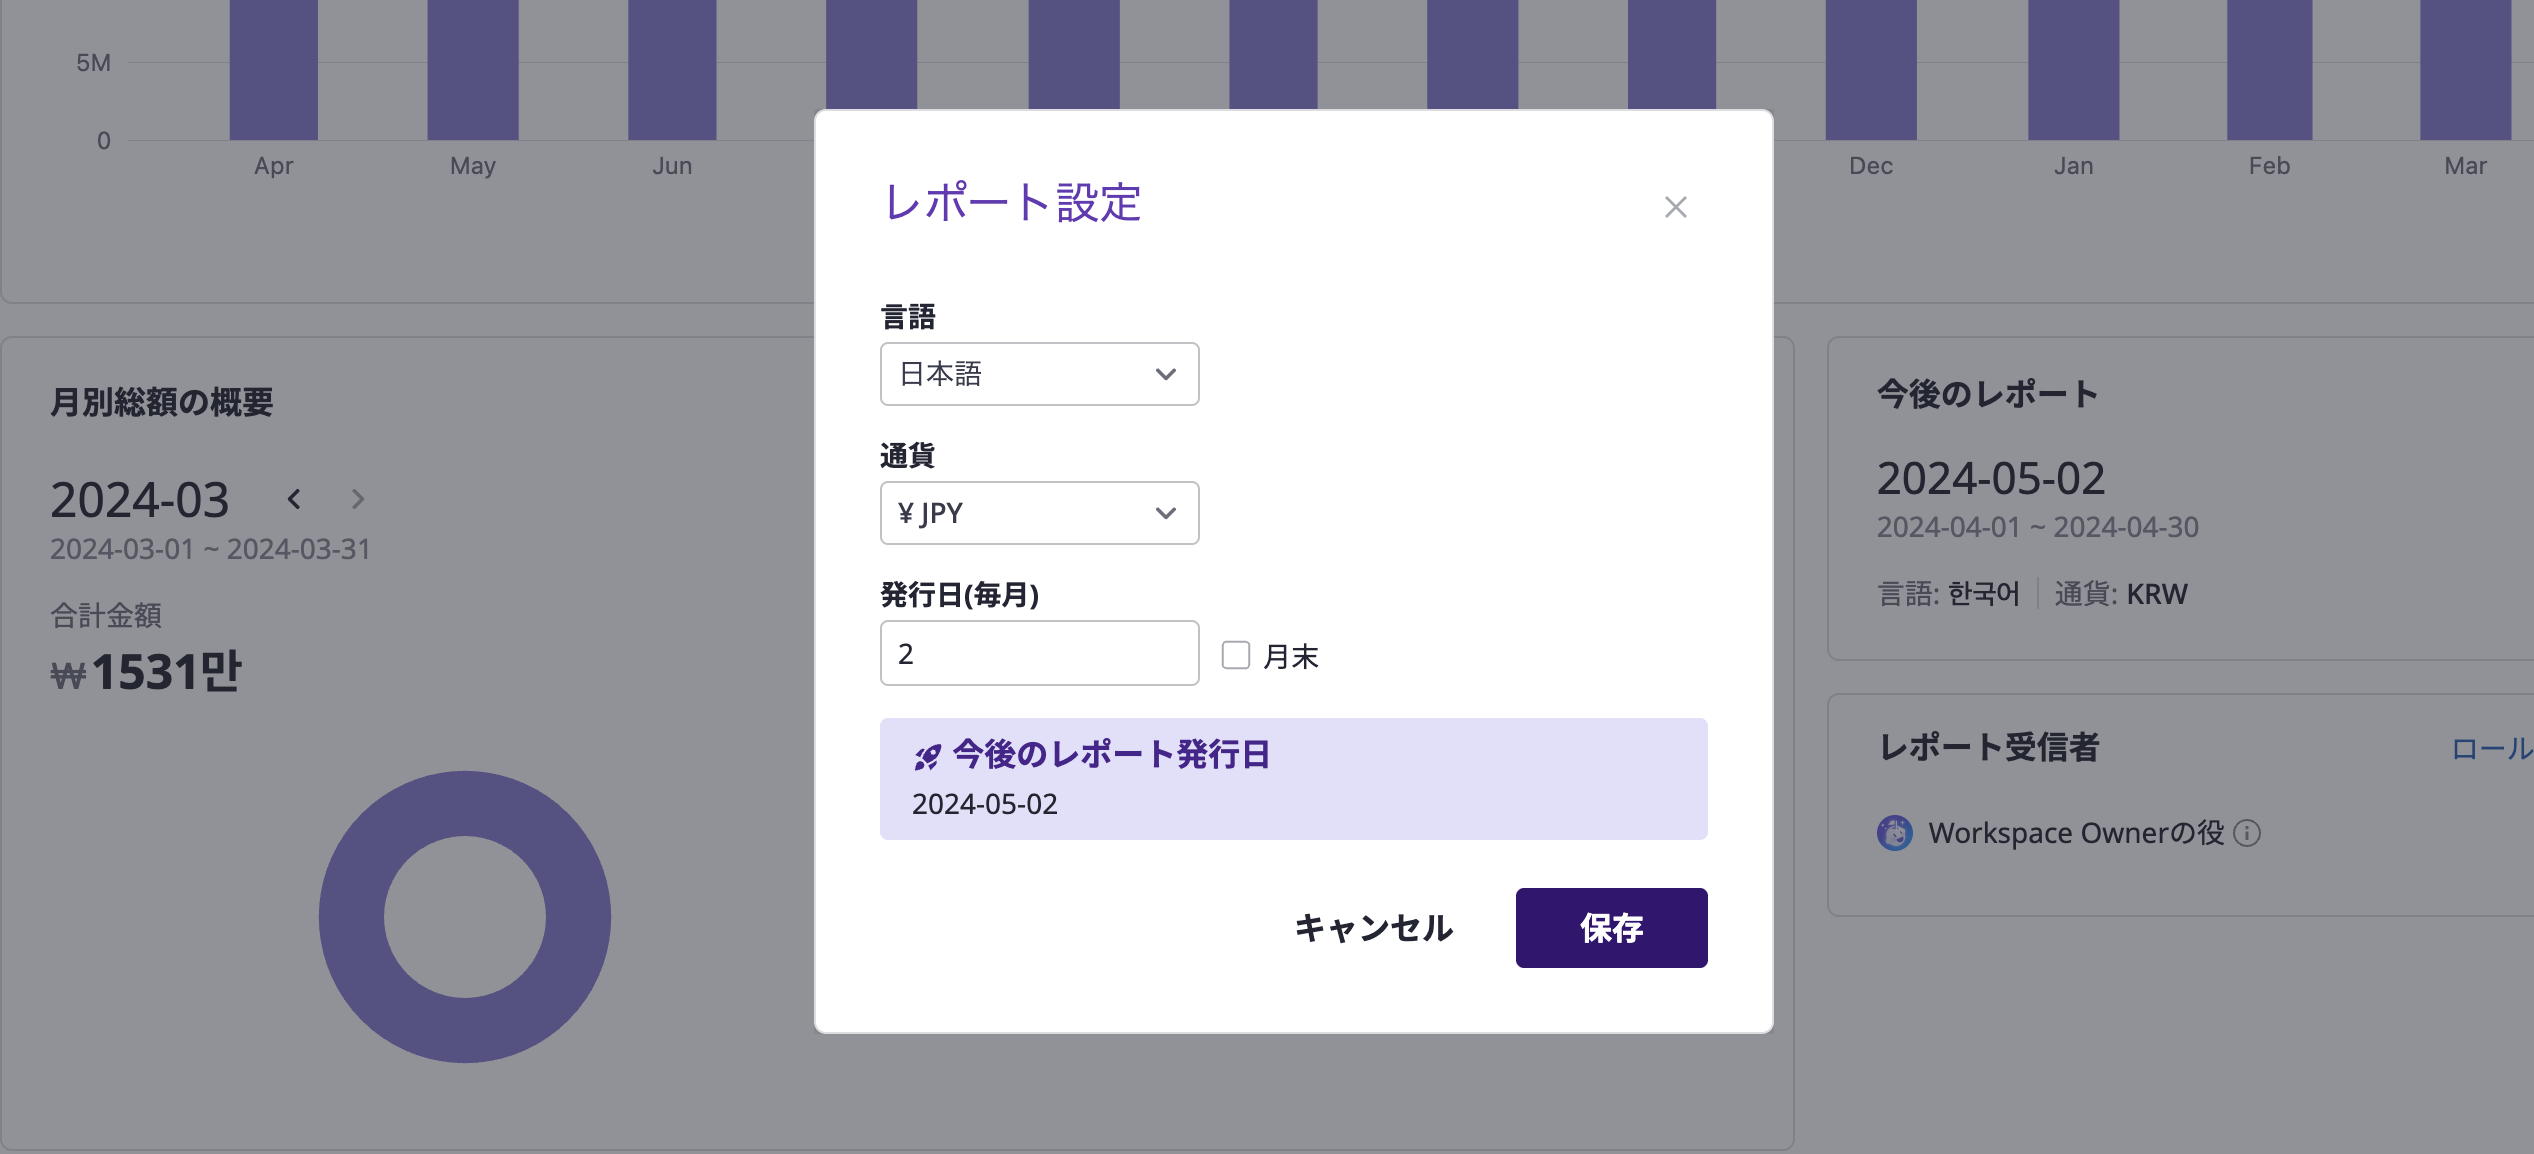 5M
0
Apr
May
Jun
Dec
Jan
Feb
Mar
レポート設定
言語
日本語
通貨
¥ JPY
発行日(毎月)
2
月末
今後のレポート発行日
2024-05-02
キャンセル
保存
月別総額の概要
2024-03
2024-03-01 ~ 2024-03-31
合計金額
₩1531만
今後のレポート
2024-05-02
2024-04-01 ~ 2024-04-30
言語: 한국어 通貨: KRW
レポート受信者
ロール
Workspace Ownerの役